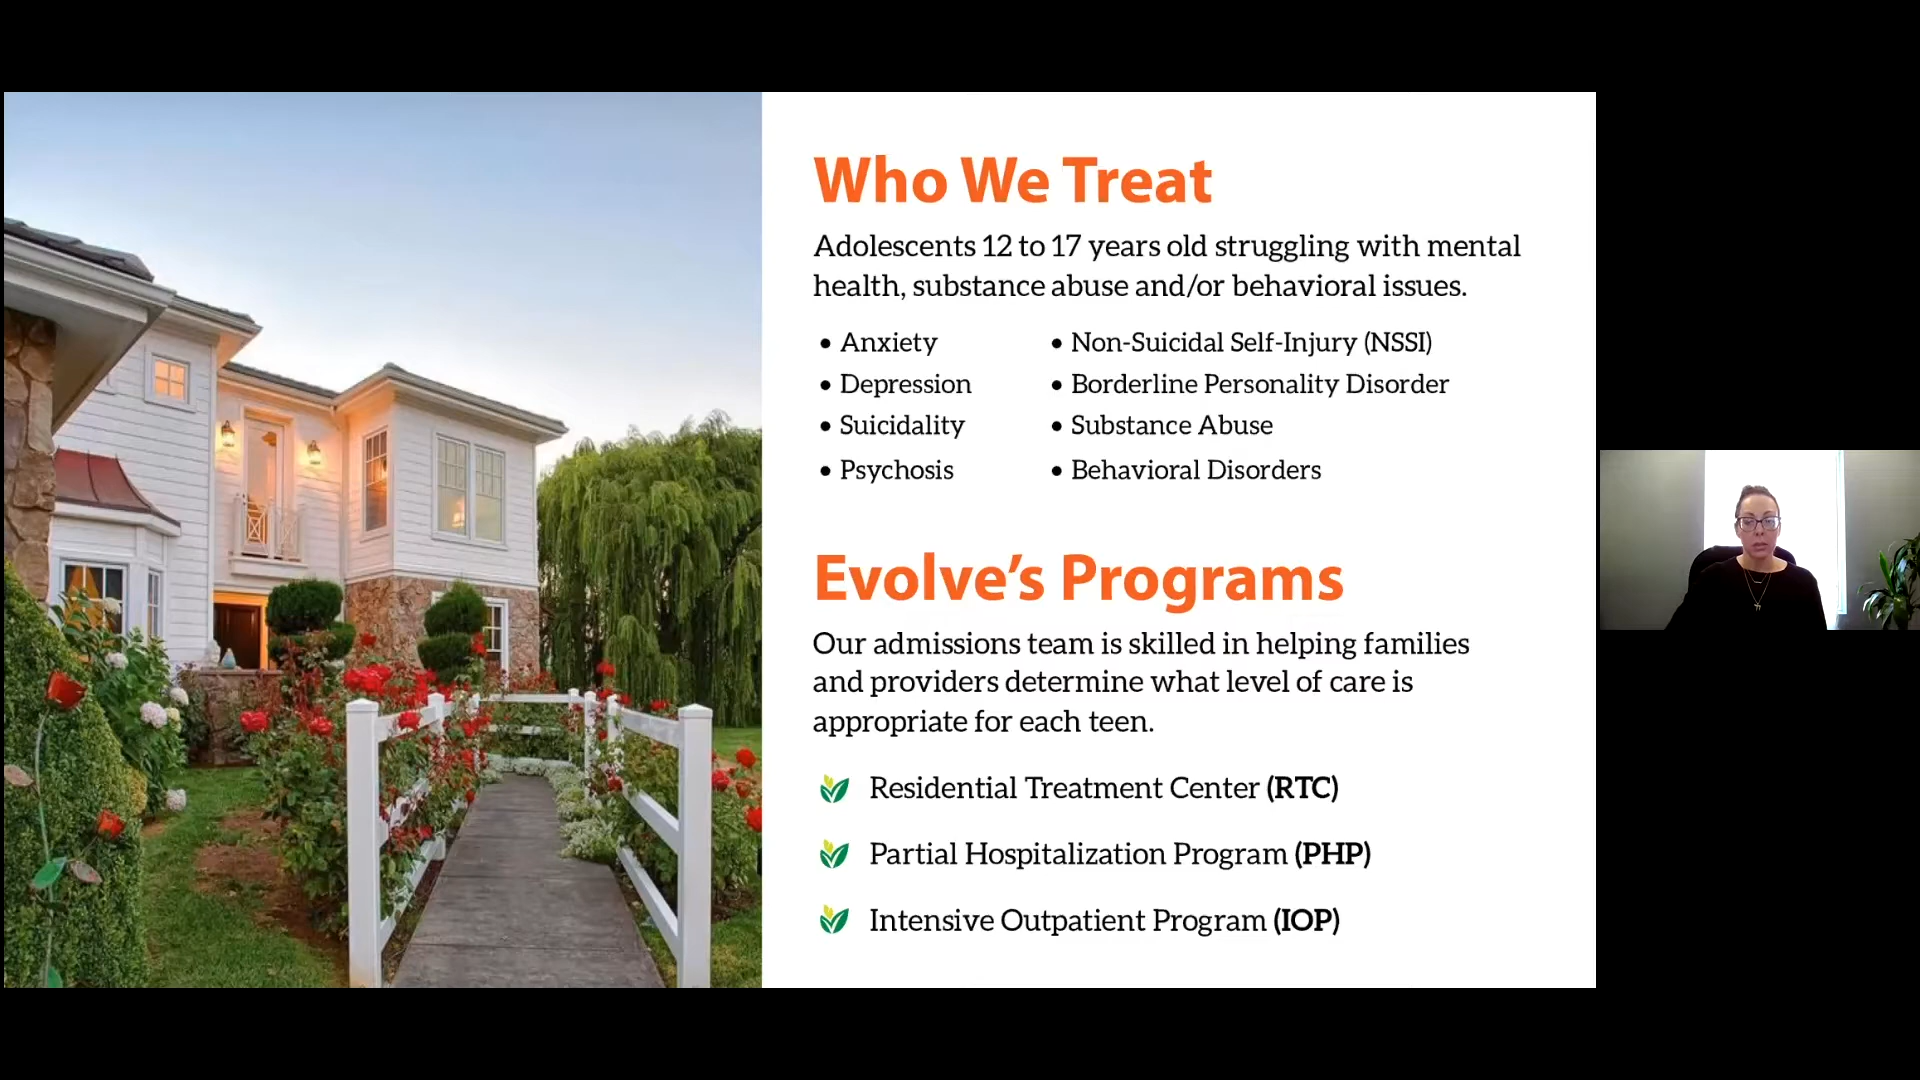 Who We Treat
Adolescents 12 to 17 years old struggling with mental
health, substance abuse and/or behavioral issues.
• Anxiety
• Depression
• Suicidality
• Psychosis
• Non-Suicidal Self-Injury (NSSI)
• Borderline Personality Disorder
• Substance Abuse
• Behavioral Disorders
Evolve’s Programs
Our admissions team is skilled in helping families
and providers determine what level of care is
appropriate for each teen.
Residential Treatment Center (RTC)
Partial Hospitalization Program (PHP)
Intensive Outpatient Program (IOP)